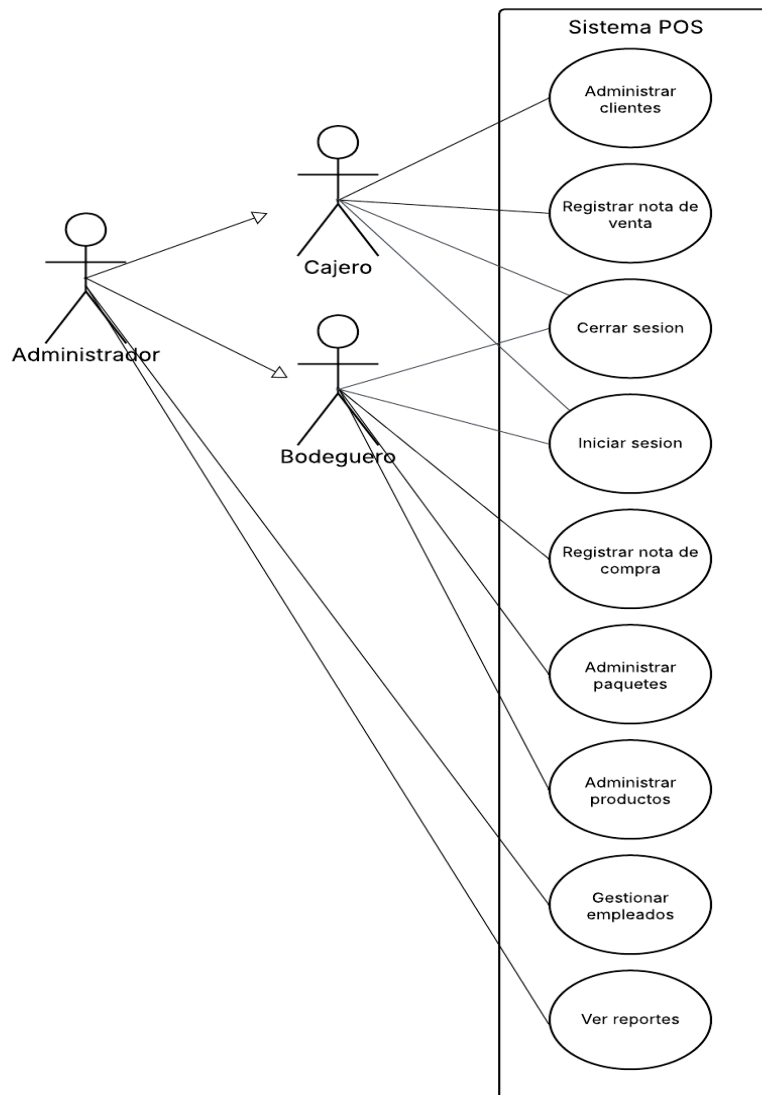 Sistema POS
Administrar
clientes
Registrar nota de
venta
Cajero
Cerrar sesion
Administrador
Iniciar sesion
Bodeguero
Registrar nota de
compra
Administrar
paquetes
Administrar
productos
Gestionar
empleados
Ver reportes